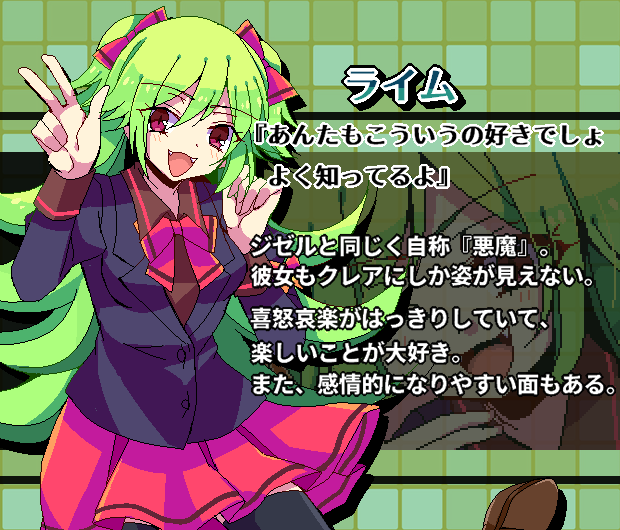 ライム
『あんたもこういうの好きでしょ
よく知ってるよ』
ジゼルと同じく自称『悪魔』。
彼女もクレアにしか姿が見えない。
喜怒哀楽がはっきりしていて、
楽しいことが大好き。
また、感情的になりやすい面もある。